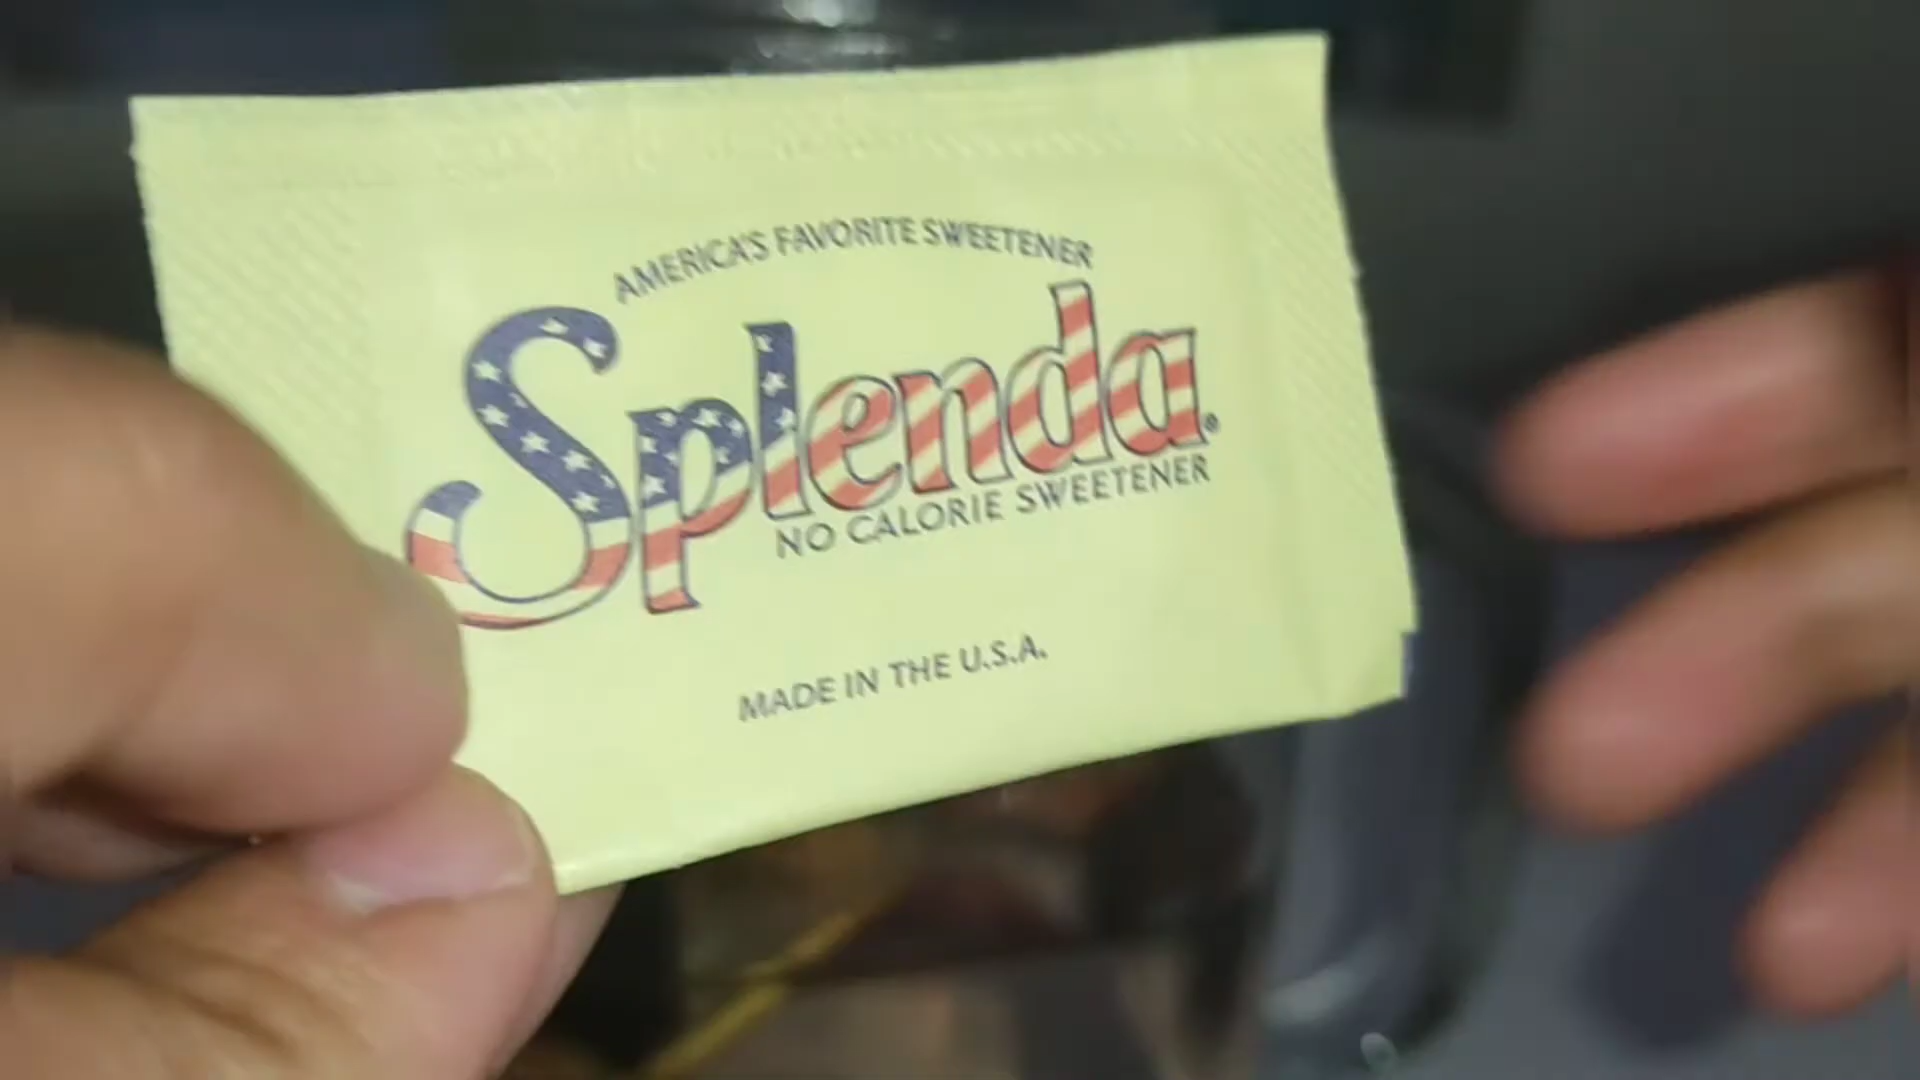 AMERICA'S FAVORITE SWEETENER
Splenda®
NO CALORIE SWEETENER
MADE IN THE U.S.A.